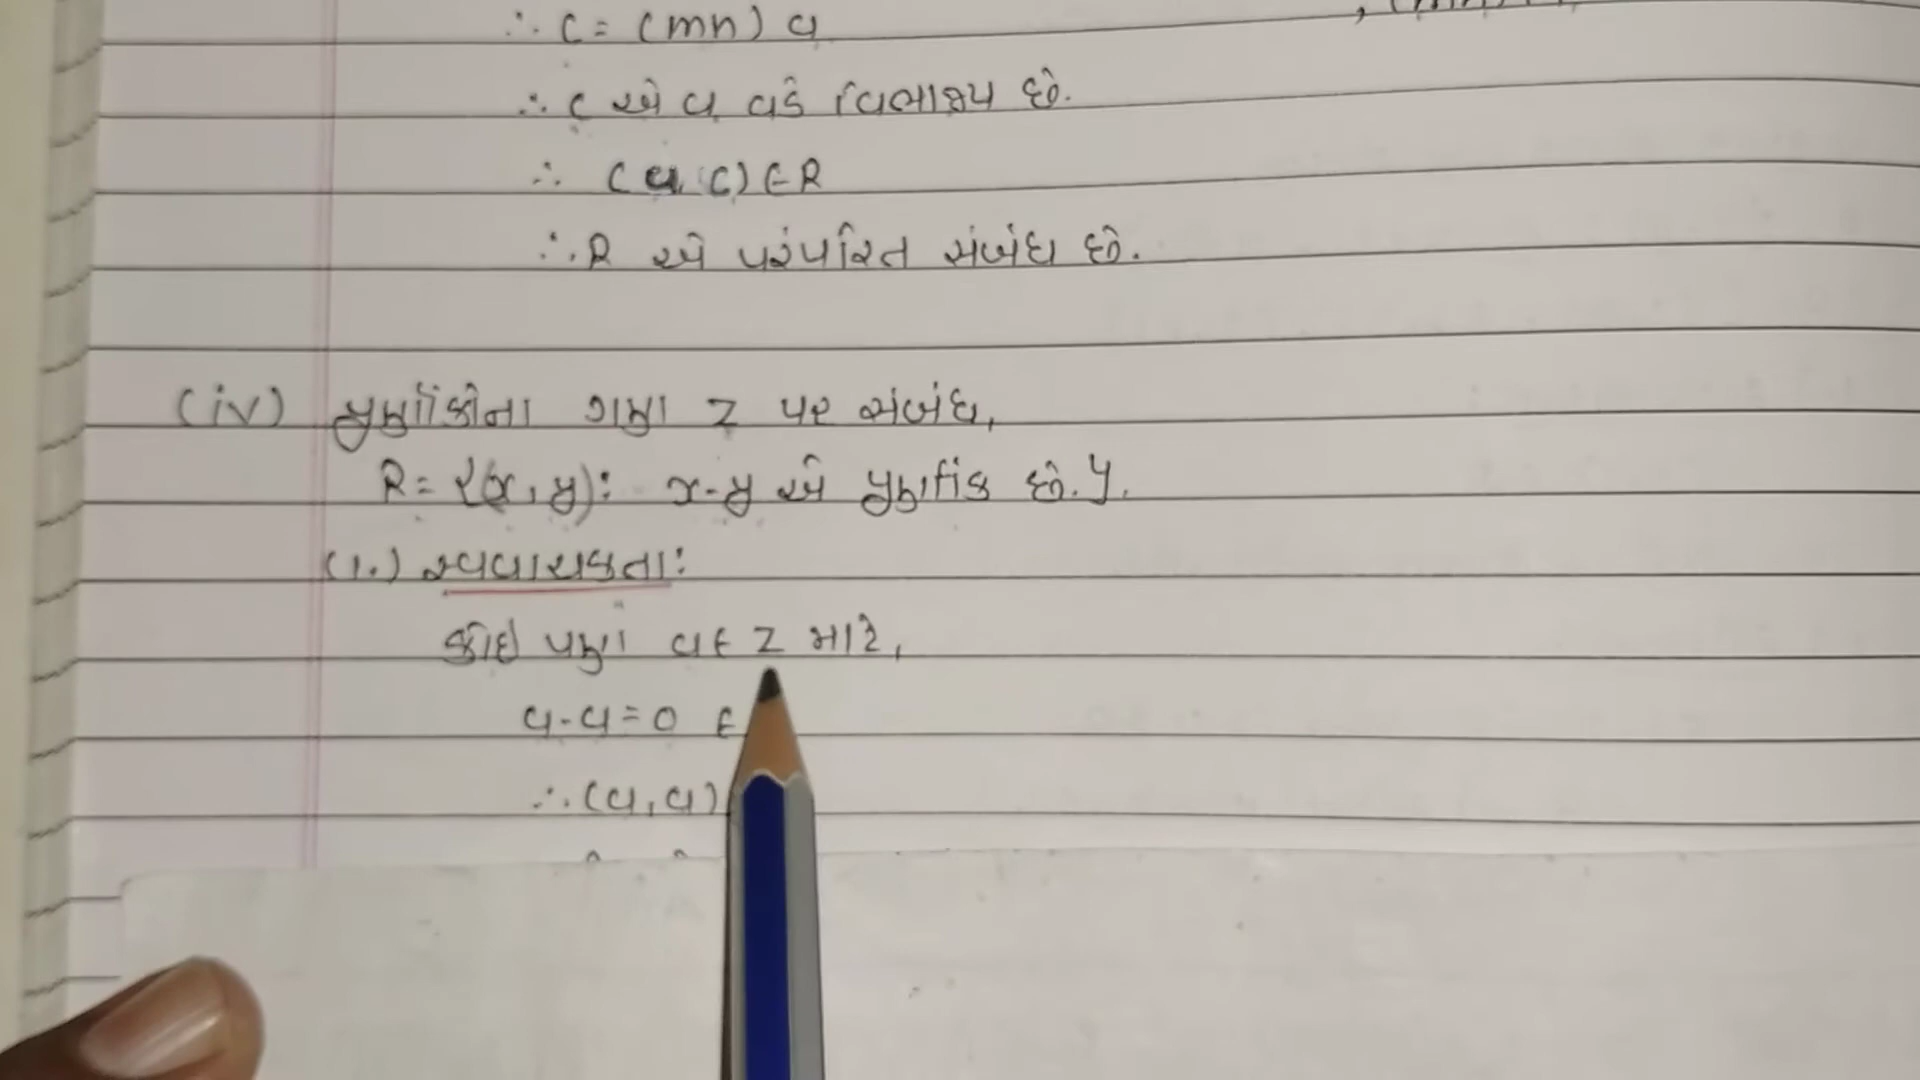 ∴ c = (mn) a
∴ c એ a વડે વિભાજ્ય છે.
∴ (a, c) ∈ R
∴ R એ પરંપરિત સંબંધ છે.
(iv) પુર્ણાંકોના ગણ Z પર સંબંધ,
R = {(x, y) : x-y એ પુર્ણાંક છે.}.
(1.) સ્વવાચકતા:
કોઇ પણ a ∈ Z માટે,
a - a = 0 ∈
∴ (a, a)